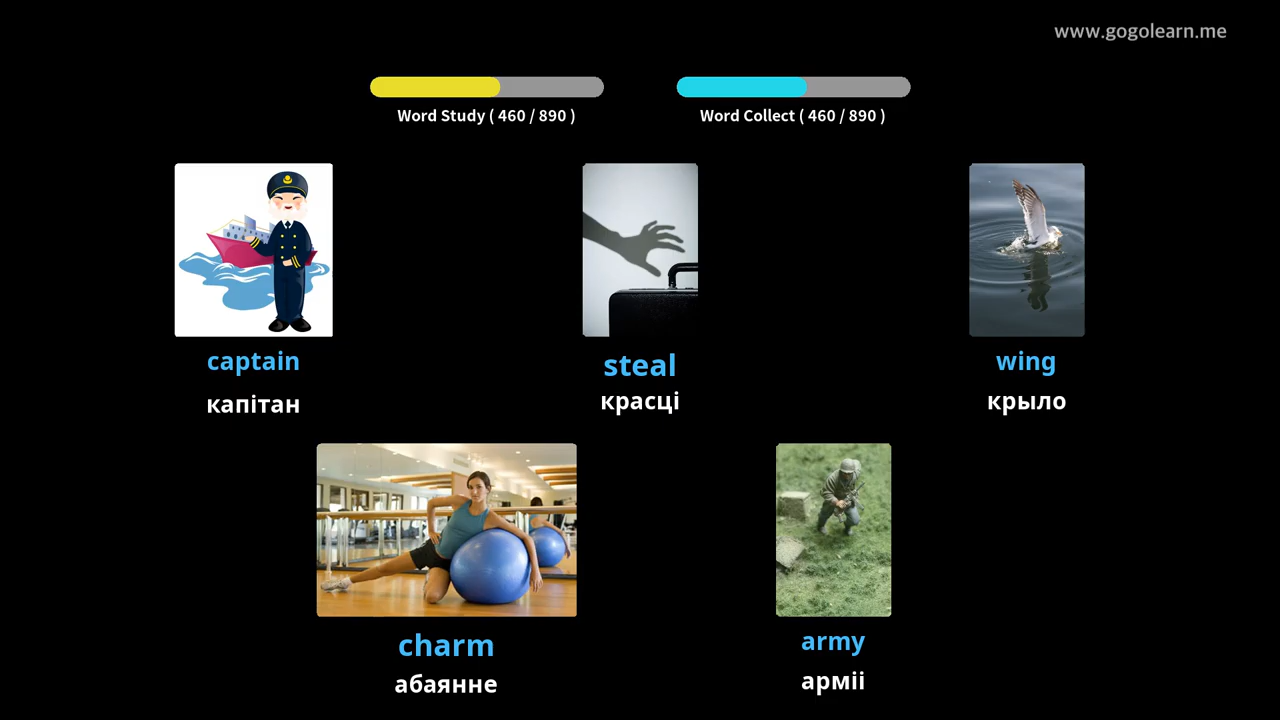 www.gogolearn.me
Word Study ( 460 / 890 )
Word Collect ( 460 / 890 )
captain
капітан
steal
красці
wing
крыло
charm
абаянне
army
арміі